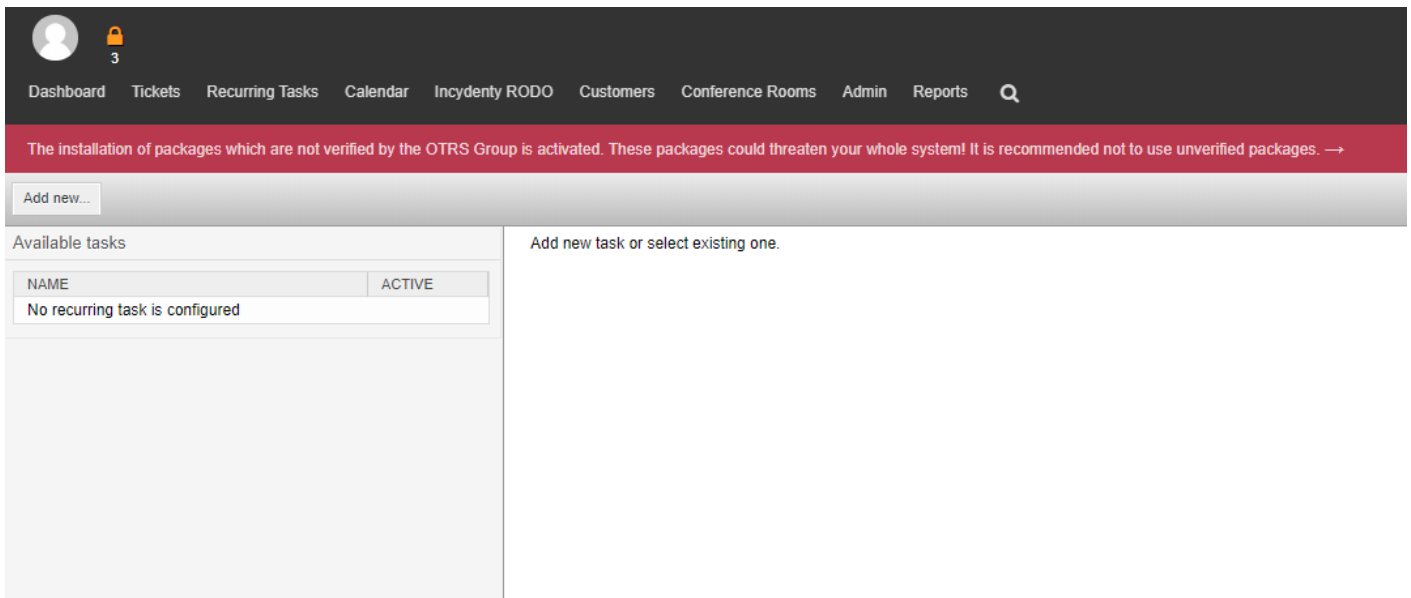 3
Dashboard Tickets Recurring Tasks Calendar Incydenty RODO Customers Conference Rooms Admin Reports
The installation of packages which are not verified by the OTRS Group is activated. These packages could threaten your whole system! It is recommended not to use unverified packages. →
Add new...
Available tasks
Add new task or select existing one.
NAME ACTIVE
No recurring task is configured